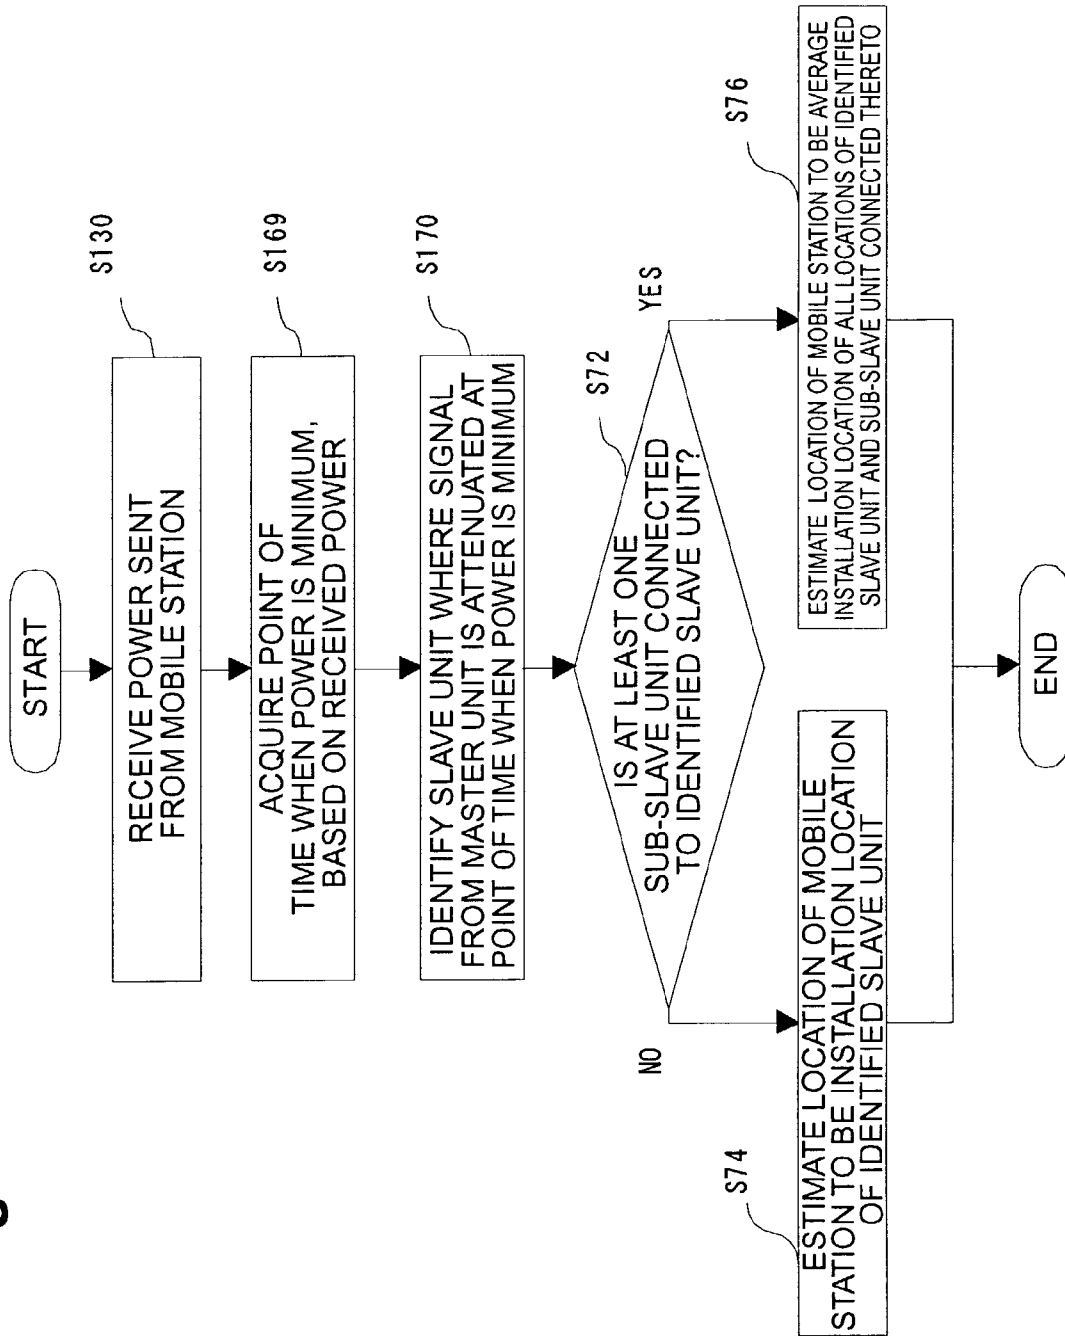 START
S130
RECEIVE POWER SENT
FROM MOBILE STATION
S169
ACQUIRE POINT OF
TIME WHEN POWER IS MINIMUM,
BASED ON RECEIVED POWER
S170
IDENTIFY SLAVE UNIT WHERE SIGNAL
FROM MASTER UNIT IS ATTENUATED AT
POINT OF TIME WHEN POWER IS MINIMUM
S72
IS AT LEAST ONE
SUB-SLAVE UNIT CONNECTED
TO IDENTIFIED SLAVE UNIT?
NO
YES
S74
ESTIMATE LOCATION OF MOBILE
STATION TO BE INSTALLATION LOCATION
OF IDENTIFIED SLAVE UNIT
S76
ESTIMATE LOCATION OF MOBILE STATION TO BE AVERAGE
INSTALLATION LOCATION OF ALL LOCATIONS OF IDENTIFIED
SLAVE UNIT AND SUB-SLAVE UNIT CONNECTED THERETO
END